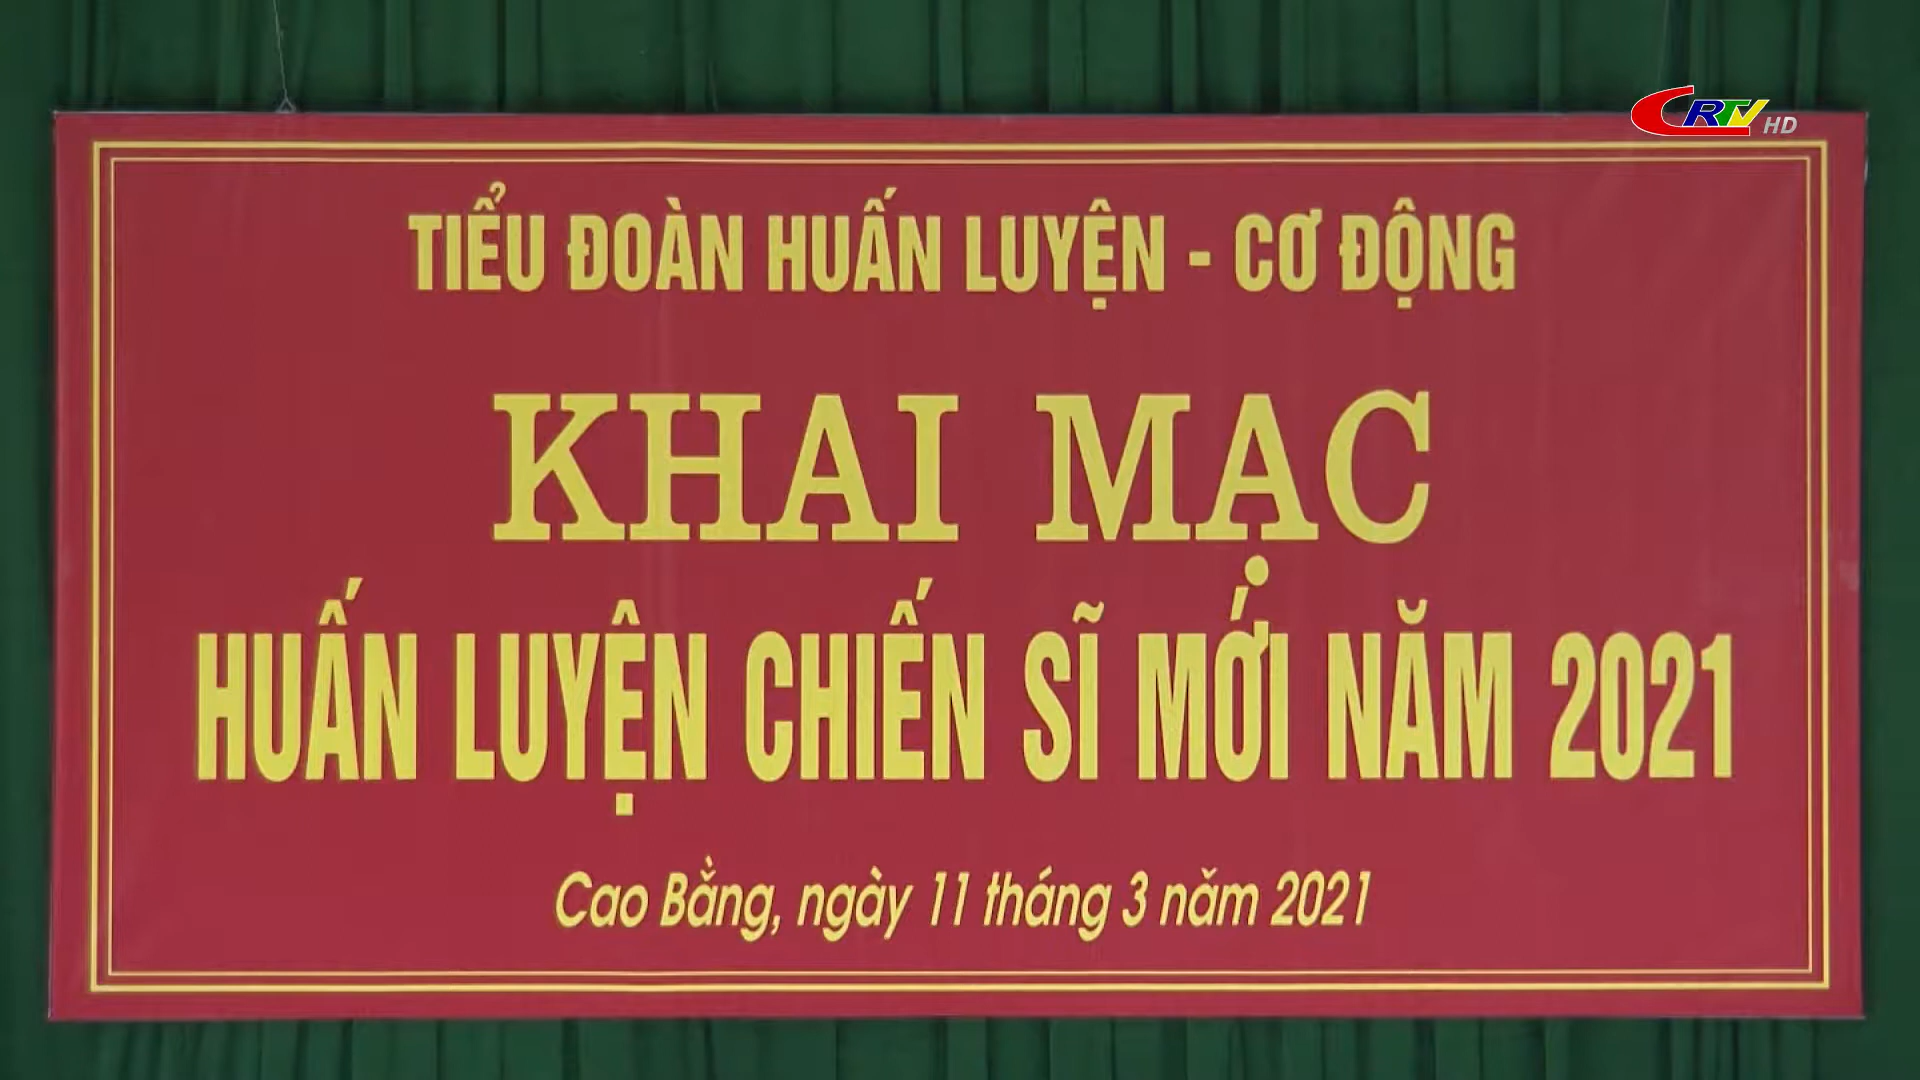 CRTV HD
TIỂU ĐOÀN HUẤN LUYỆN - CƠ ĐỘNG
KHAI MẠC
HUẤN LUYỆN CHIẾN SĨ MỚI NĂM 2021
Cao Bằng, ngày 11 tháng 3 năm 2021